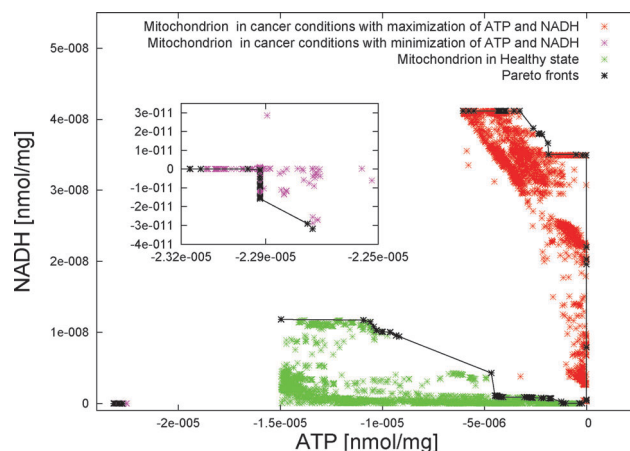 Mitochondrion in cancer conditions with maximization of ATP and NADH
Mitochondrion in cancer conditions with minimization of ATP and NADH
Mitochondrion in Healthy state
Pareto fronts
5e-008
4e-008
3e-008
2e-008
1e-008
0
NADH [nmol/mg]
3e-011
2e-011
1e-011
0
-1e-011
-2e-011
-3e-011
-4e-011
-2.32e-005
-2.29e-005
-2.25e-005
-2e-005
-1.5e-005
-1e-005
-5e-006
0
ATP [nmol/mg]